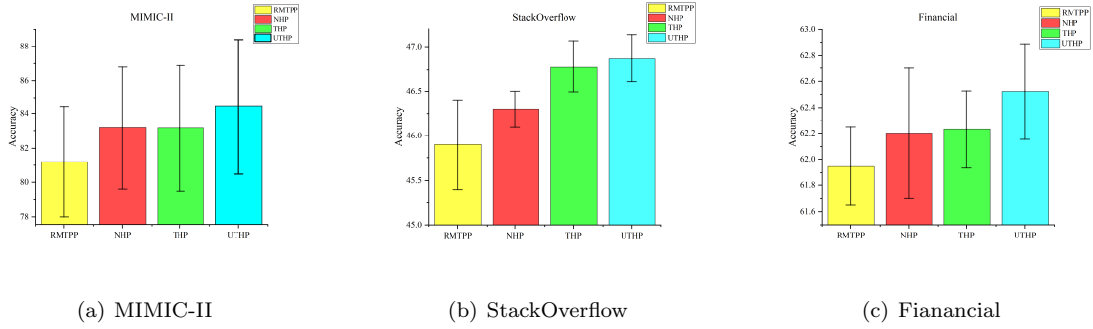 MIMIC-II
RMTPP
NHP
THP
UTHP
Accuracy
88
86
84
82
80
78
RMTPP NHP THP UTHP
(a) MIMIC-II
StackOverflow
RMTPP
NHP
THP
UTHP
Accuracy
47.0
46.5
46.0
45.5
45.0
RMTPP NHP THP UTHP
(b) StackOverflow
Financial
RMTPP
NHP
THP
UTHP
Accuracy
63.0
62.8
62.6
62.4
62.2
62.0
61.8
61.6
RMTPP NHP THP UTHP
(c) Fianancial